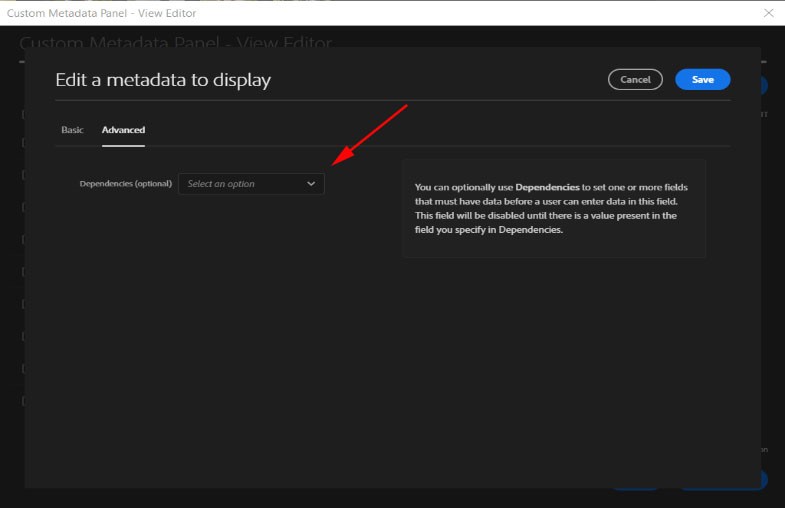 Custom Metadata Panel - View Editor
Custom Metadata Panel - View Editor
Edit a metadata to display
Cancel
Save
Basic
Advanced
Dependencies (optional)
Select an option
You can optionally use Dependencies to set one or more fields
that must have data before a user can enter data in this field.
This field will be disabled until there is a value present in the
field you specify in Dependencies.